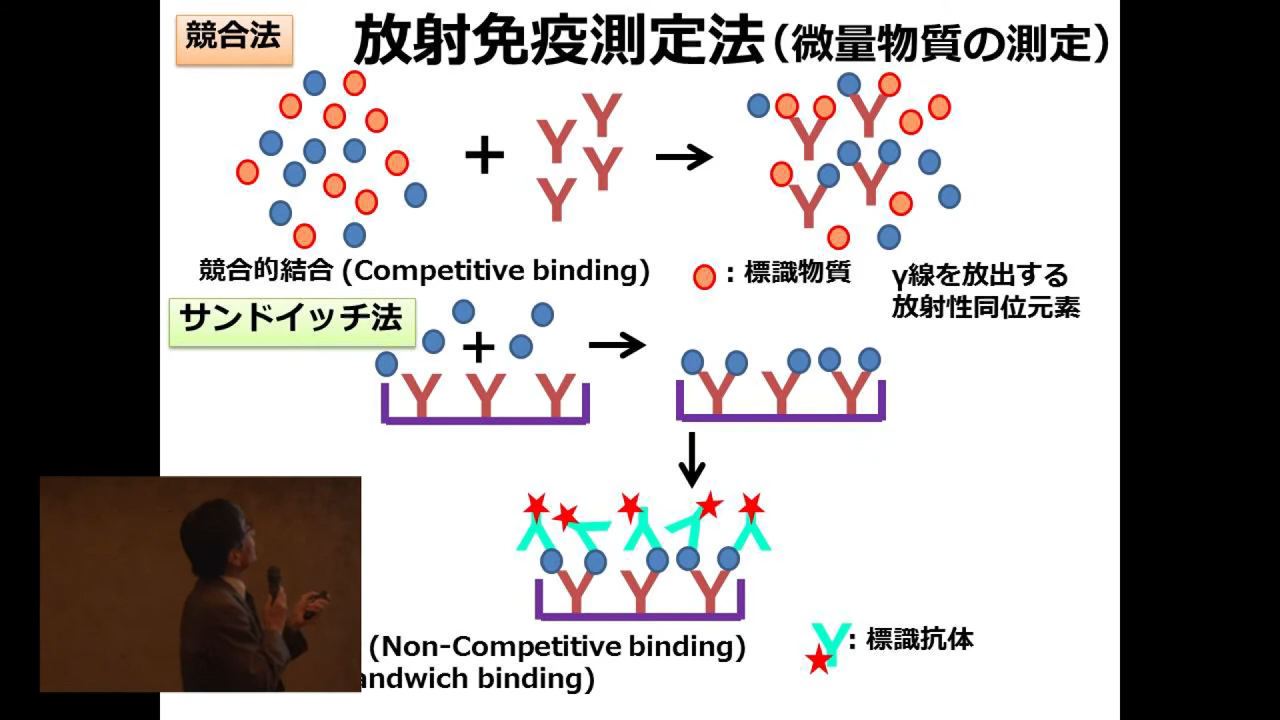 競合法
放射免疫測定法(微量物質の測定)
競合的結合 (Competitive binding)
: 標識物質
γ線を放出する
放射性同位元素
サンドイッチ法
(Non-Competitive binding)
binding)
: 標識抗体